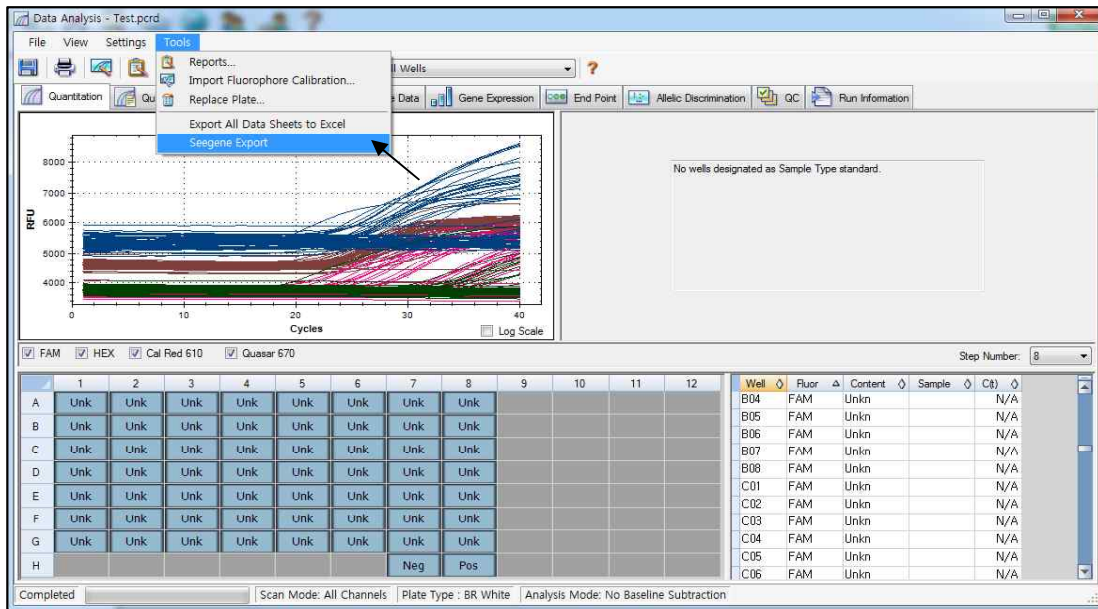 Data Analysis - Test.pcrd
File View Settings Tools
Reports...
Import Fluorophore Calibration...
Replace Plate...
Export All Data Sheets to Excel
Seegene Export
Wells
Quantitation Qu Data Gene Expression End Point Allelic Discrimination QC Run Information
No wells designated as Sample Type standard.
RFU
8000
7000
6000
5000
4000
0 10 20 30 40
Cycles
Log Scale
FAM HEX Cal Red 610 Quasar 670
Step Number: 8
1 2 3 4 5 6 7 8 9 10 11 12
A Unk Unk Unk Unk Unk Unk Unk Unk
B Unk Unk Unk Unk Unk Unk Unk Unk
C Unk Unk Unk Unk Unk Unk Unk Unk
D Unk Unk Unk Unk Unk Unk Unk Unk
E Unk Unk Unk Unk Unk Unk Unk Unk
F Unk Unk Unk Unk Unk Unk Unk Unk
G Unk Unk Unk Unk Unk Unk Unk Unk
H Neg Pos
Well Fluor Content Sample C(t)
B04 FAM Unkn N/A
B05 FAM Unkn N/A
B06 FAM Unkn N/A
B07 FAM Unkn N/A
B08 FAM Unkn N/A
C01 FAM Unkn N/A
C02 FAM Unkn N/A
C03 FAM Unkn N/A
C04 FAM Unkn N/A
C05 FAM Unkn N/A
C06 FAM Unkn N/A
Completed Scan Mode: All Channels Plate Type : BR White Analysis Mode: No Baseline Subtraction